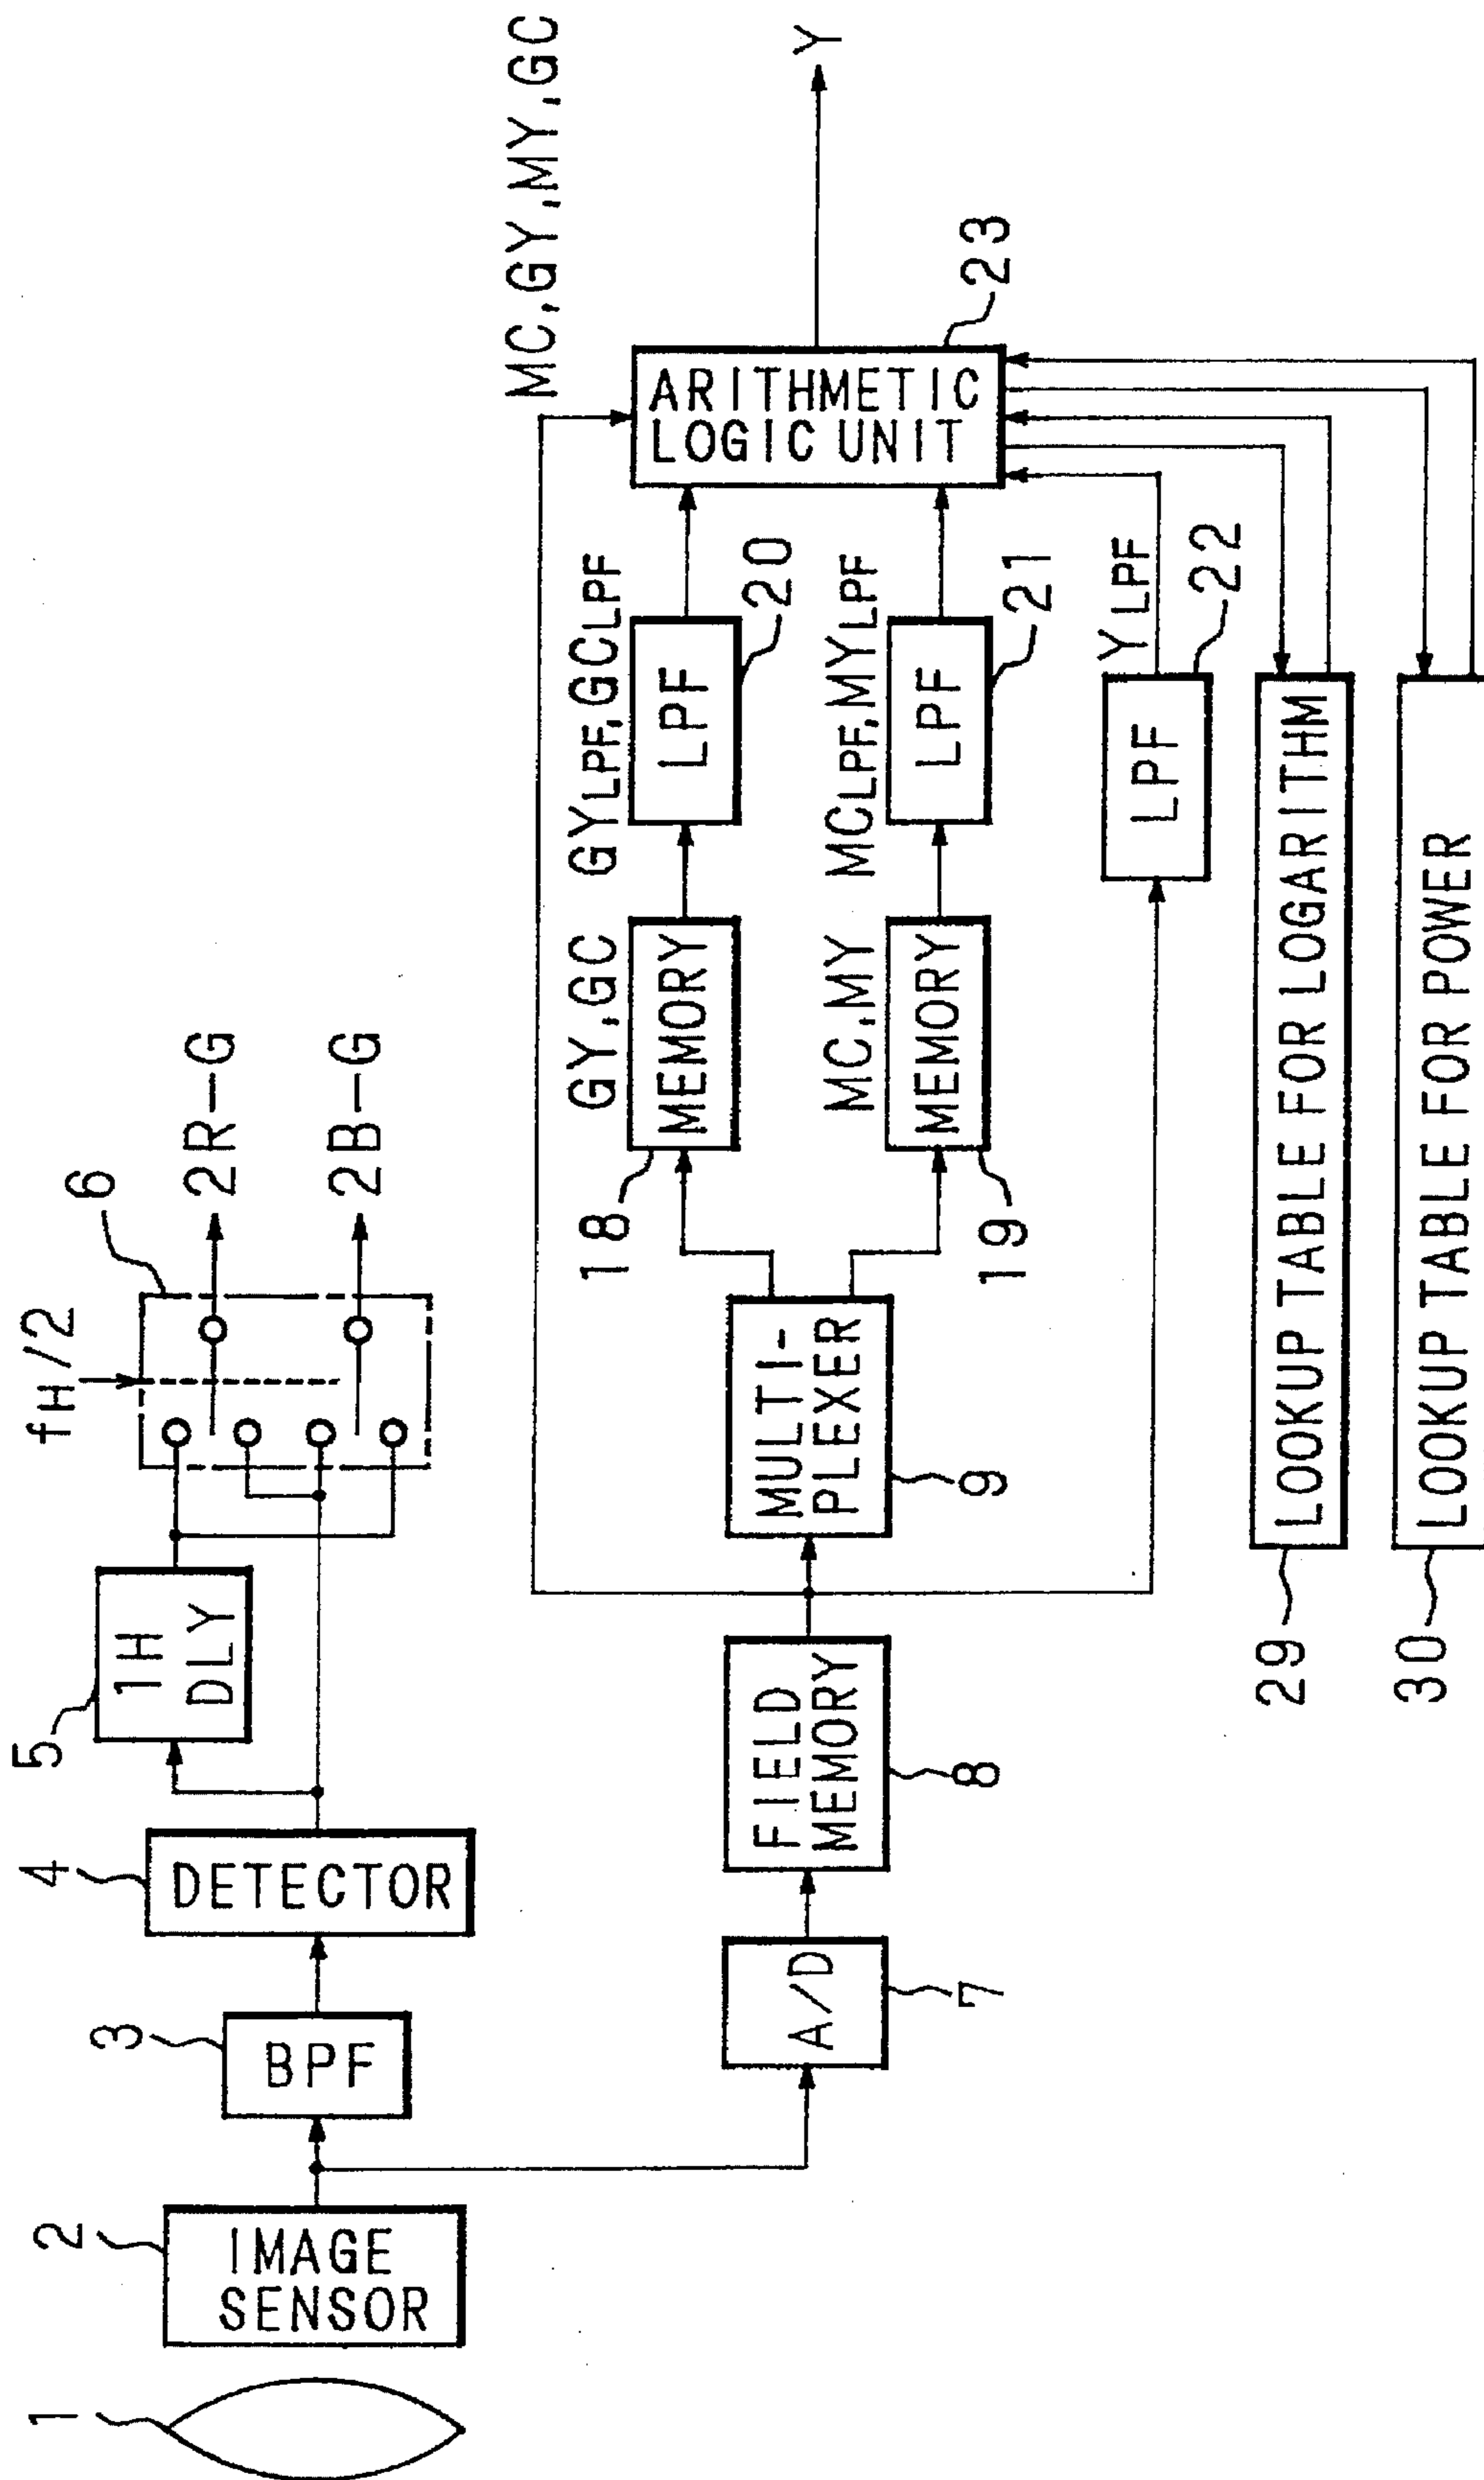 1
2
IMAGE
SENSOR
3
BPF
4
DETECTOR
5
1H
DLY
fH/2
6
2R-G
2B-G
7
A/D
8
FIELD
MEMORY
9
MULTI-
PLEXER
18
MEMORY
GY,GC
19
MEMORY
MC,MY
GYLPF,GCLPF
LPF
20
MCLPF,MYLPF
LPF
21
YLPF
LPF
22
MC,GY,MY,GC
ARITHMETIC
LOGIC UNIT
23
Y
29
LOOKUP TABLE FOR LOGARITHM
30
LOOKUP TABLE FOR POWER